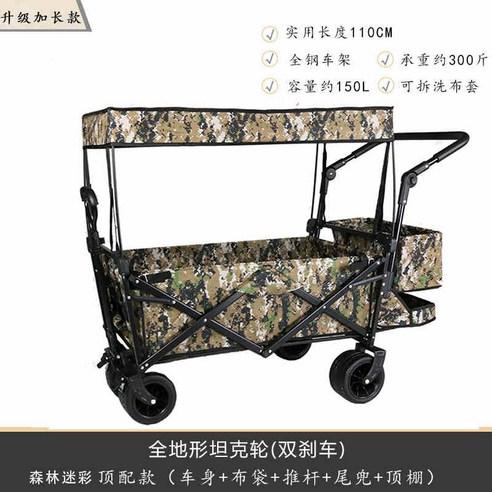 升级加长款
实用长度110CM
全钢车架 承重约300斤
容量约150L 可拆洗布套
全地形坦克轮(双刹车)
森林迷彩 顶配款（车身+布袋+推杆+尾兜+顶棚）